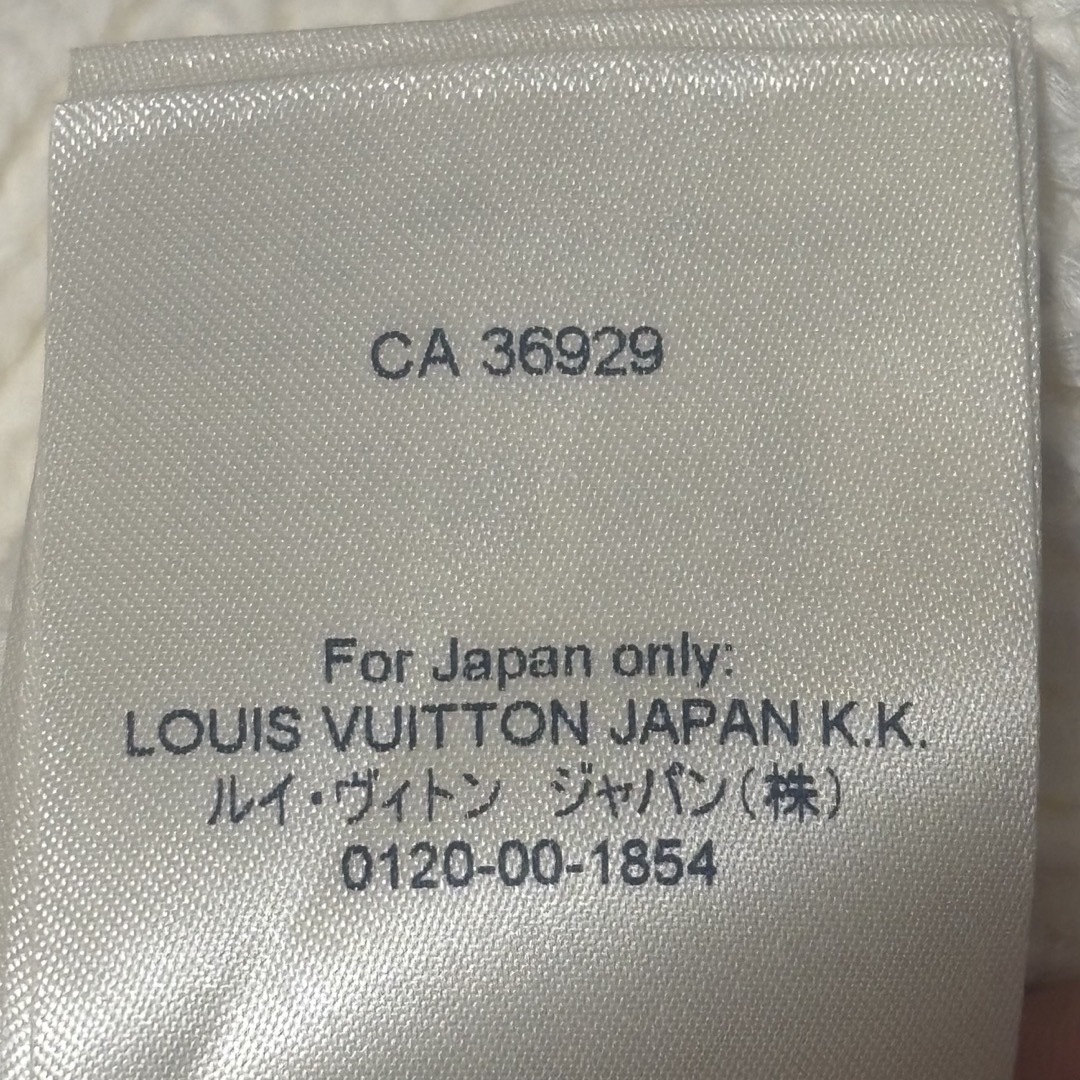 CA 36929
For Japan only:
LOUIS VUITTON JAPAN K.K.
ルイ・ヴィトン　ジャパン(株)
0120-00-1854